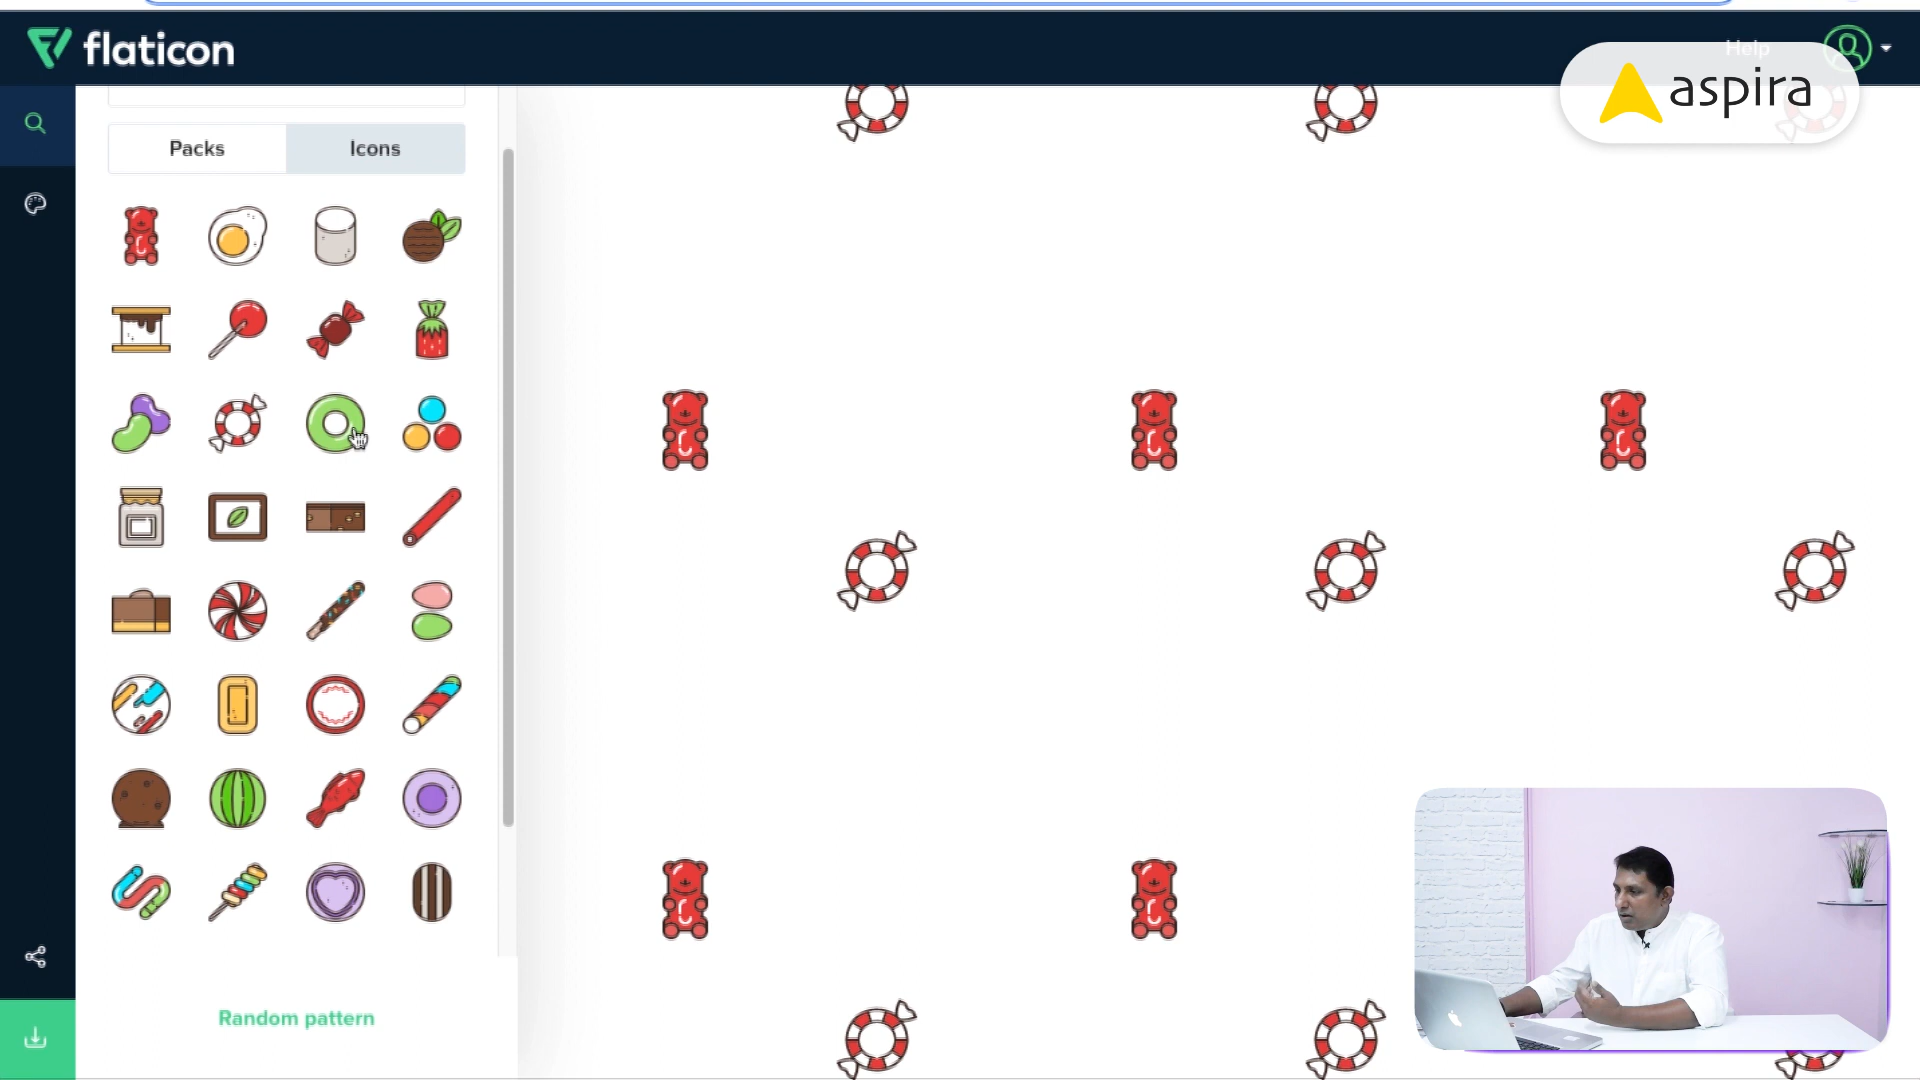 flaticon
Help
aspira
Packs
Icons
Random pattern